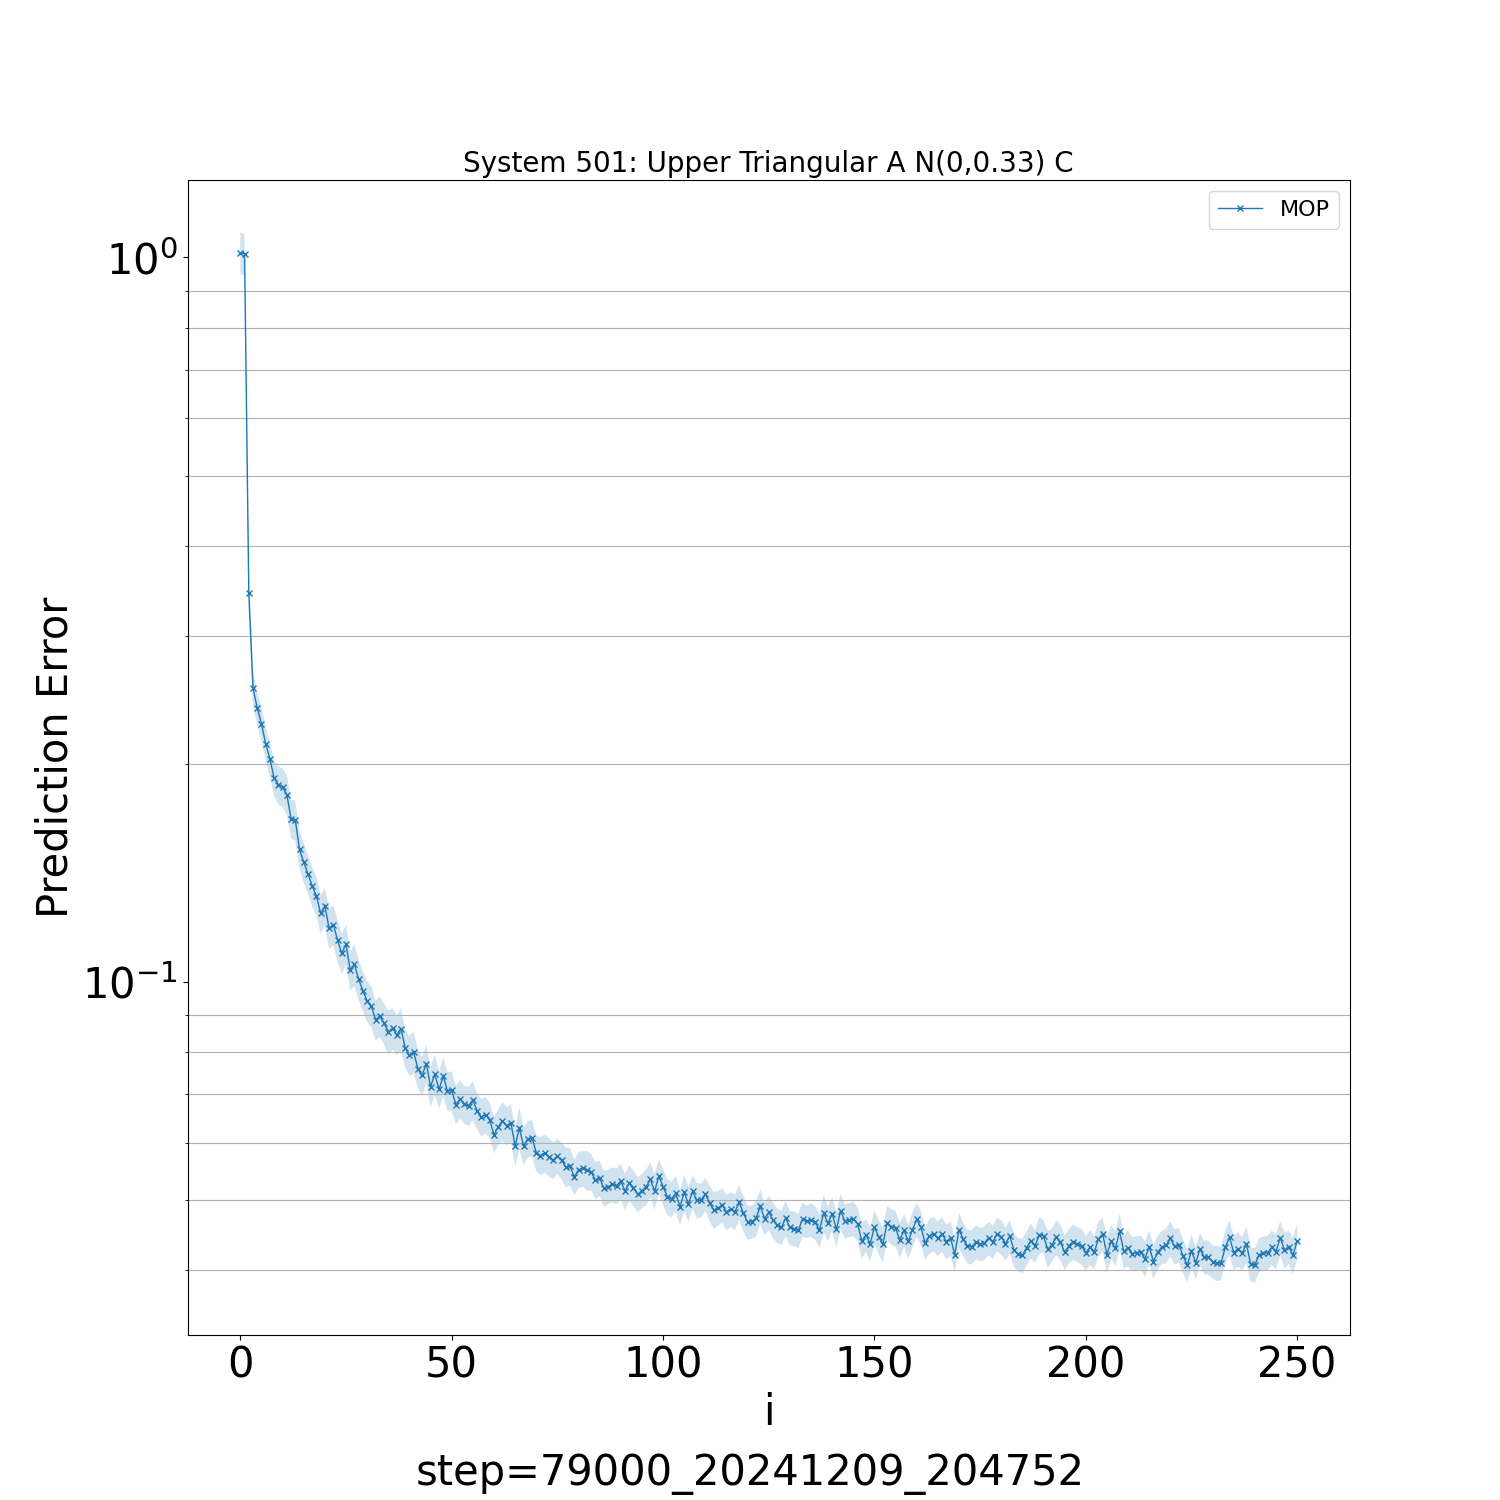 System 501: Upper Triangular A N(0,0.33) C
MOP
10⁰
10⁻¹
Prediction Error
0 50 100 150 200 250
i
step=79000_20241209_204752